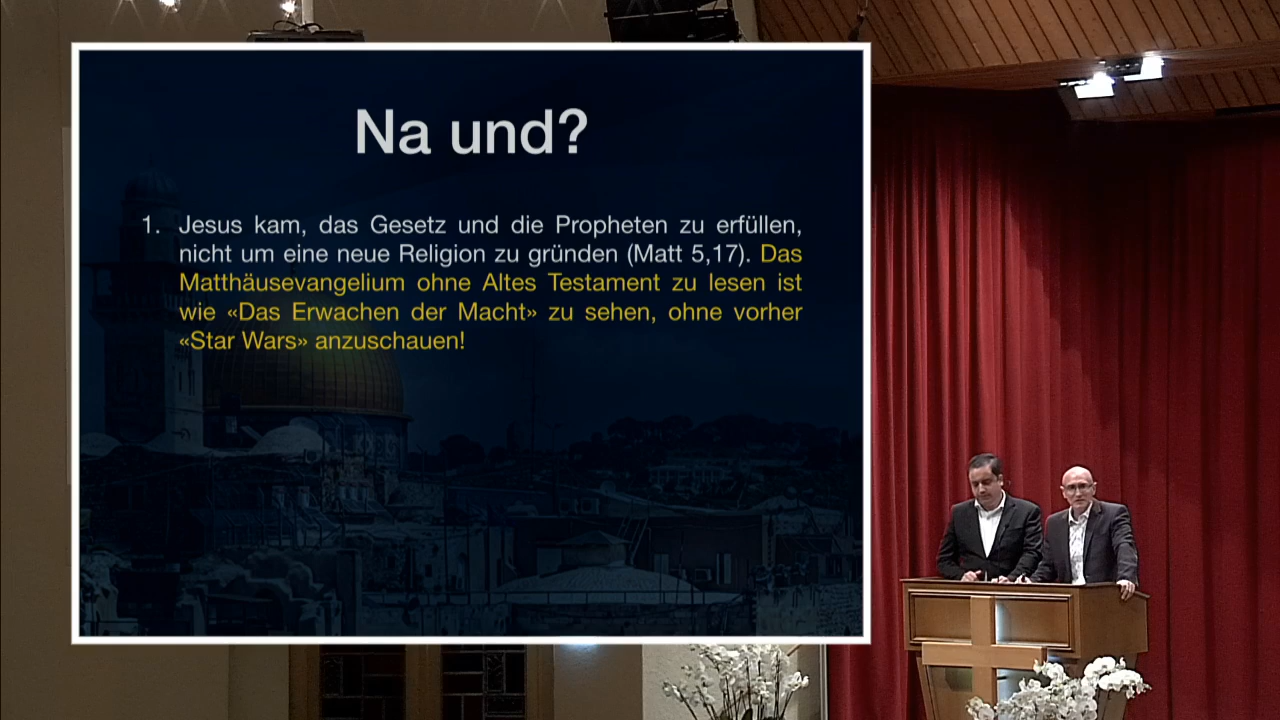 Na und?
1. Jesus kam, das Gesetz und die Propheten zu erfüllen,
nicht um eine neue Religion zu gründen (Matt 5,17). Das
Matthäusevangelium ohne Altes Testament zu lesen ist
wie «Das Erwachen der Macht» zu sehen, ohne vorher
«Star Wars» anzuschauen!